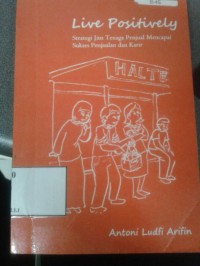 Live Positively
Strategi Jitu Tenaga Penjual Mencapai
Sukses Penjualan dan Karir
HALTE
Antoni Ludfi Arifin